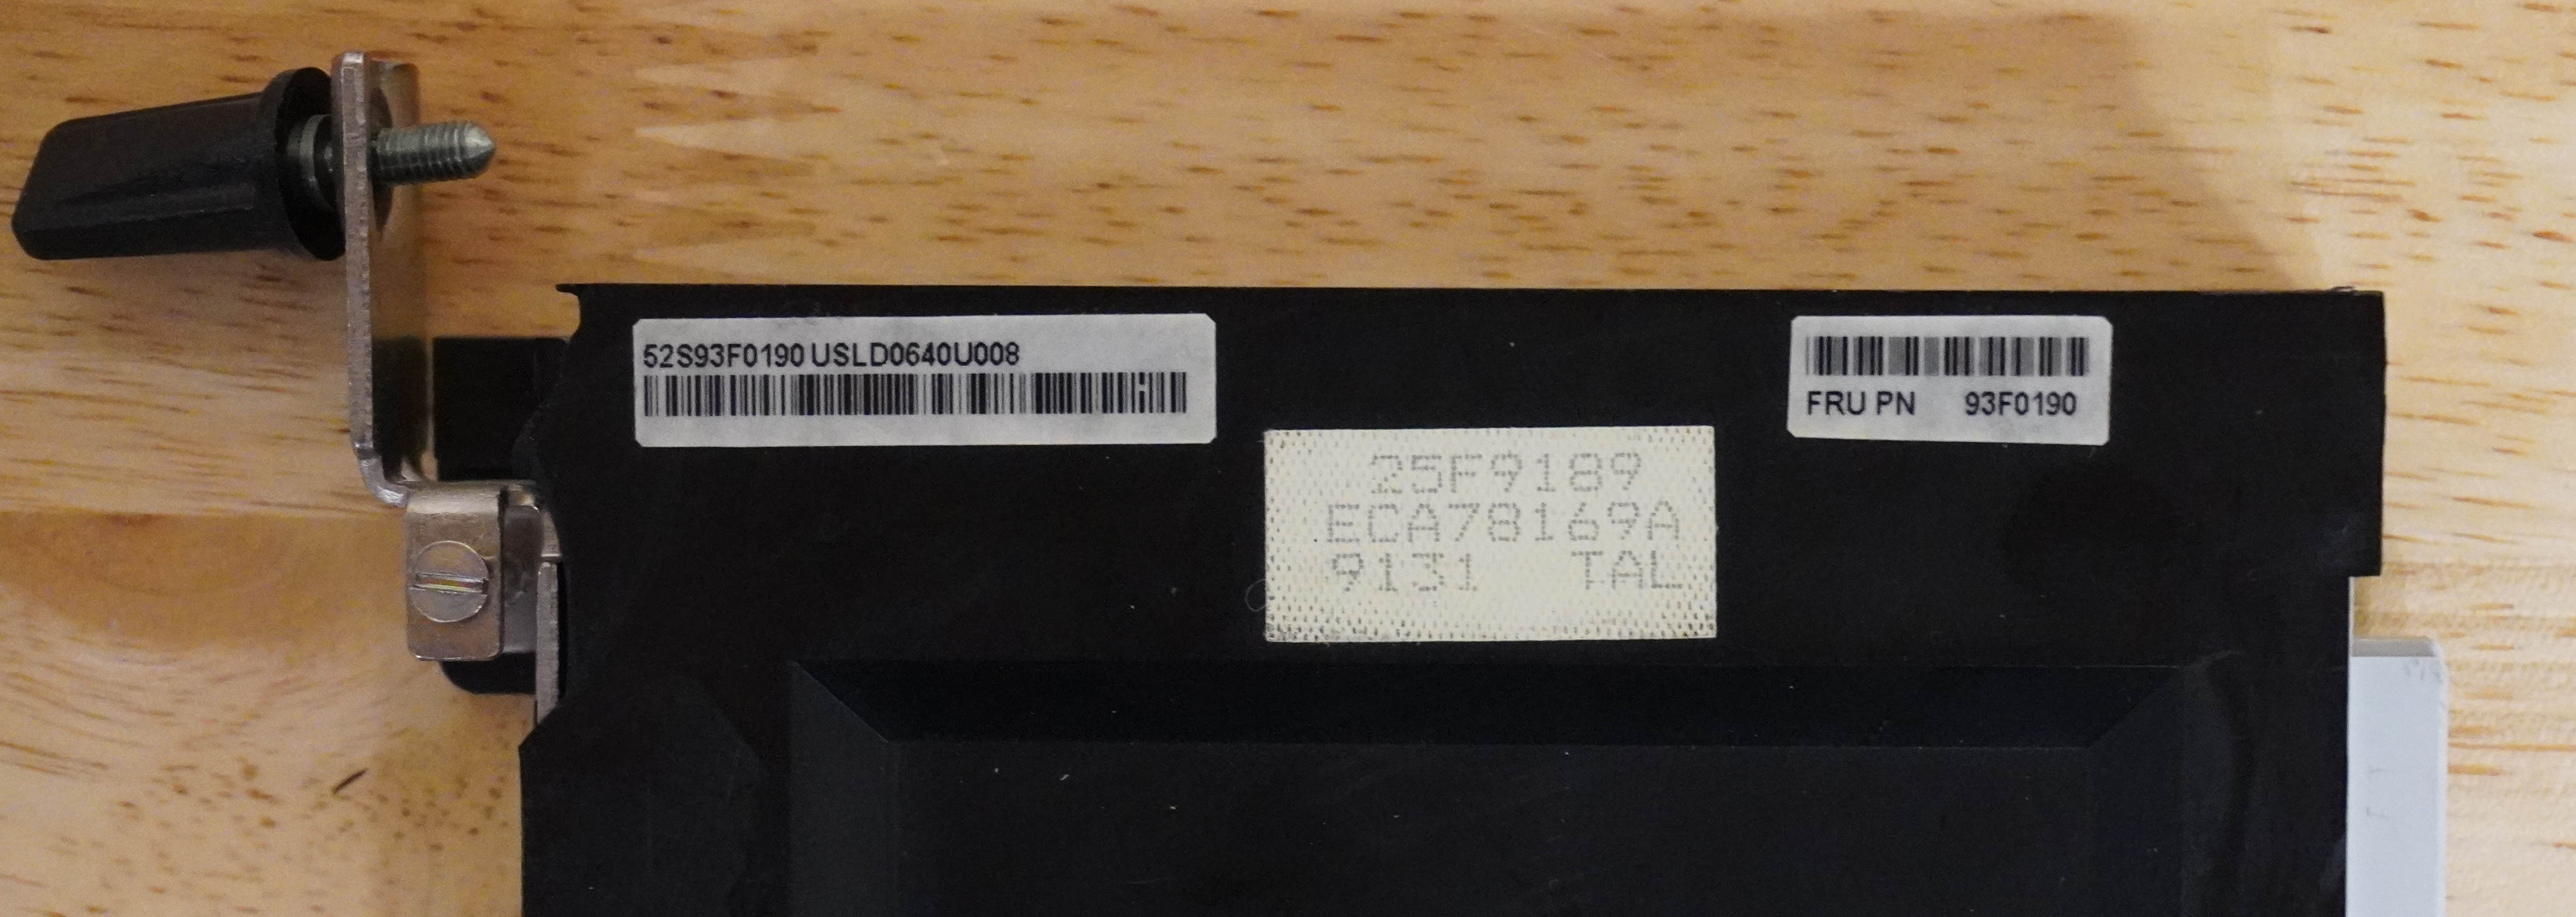 52S93F0190 USLD0640U008
FRU PN 93F0190
25F9189
ECA78169A
9131 TAL